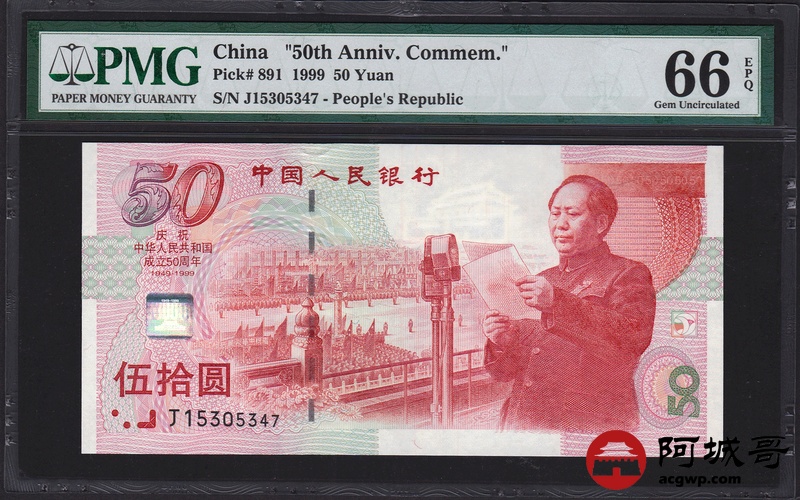 PMG
PAPER MONEY GUARANTY
China "50th Anniv. Commem."
Pick# 891 1999 50 Yuan
S/N J15305347 - People's Republic
66
EPQ
Gem Uncirculated
50
中国人民银行
庆祝
中华人民共和国
成立50周年
1949-1999
伍拾圆
J15305347
50
阿城哥
acgwp.com